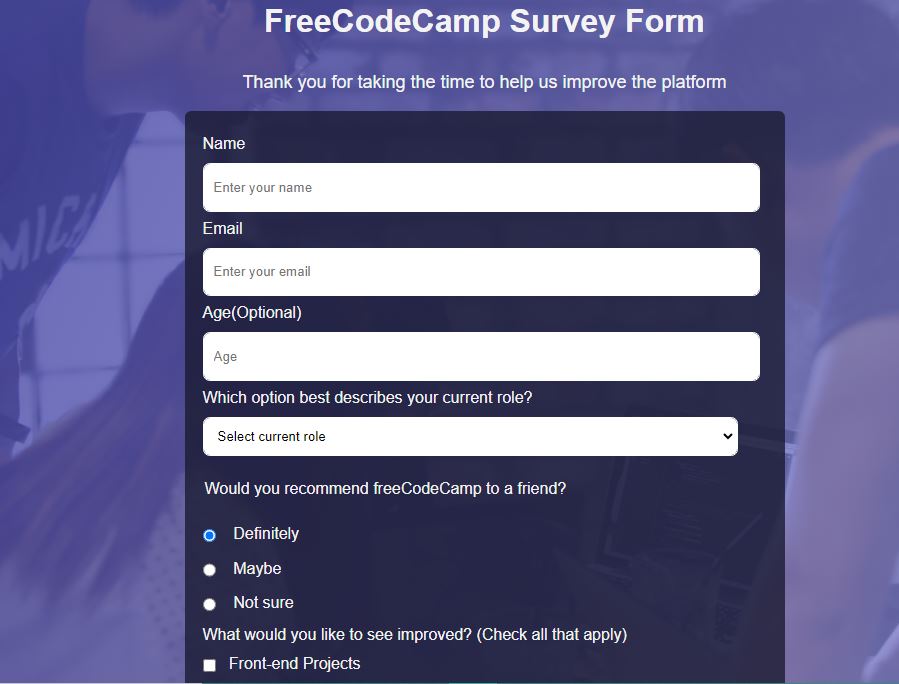 FreeCodeCamp Survey Form
Thank you for taking the time to help us improve the platform
Name
Enter your name
Email
Enter your email
Age(Optional)
Age
Which option best describes your current role?
Select current role
Would you recommend freeCodeCamp to a friend?
Definitely
Maybe
Not sure
What would you like to see improved? (Check all that apply)
Front-end Projects